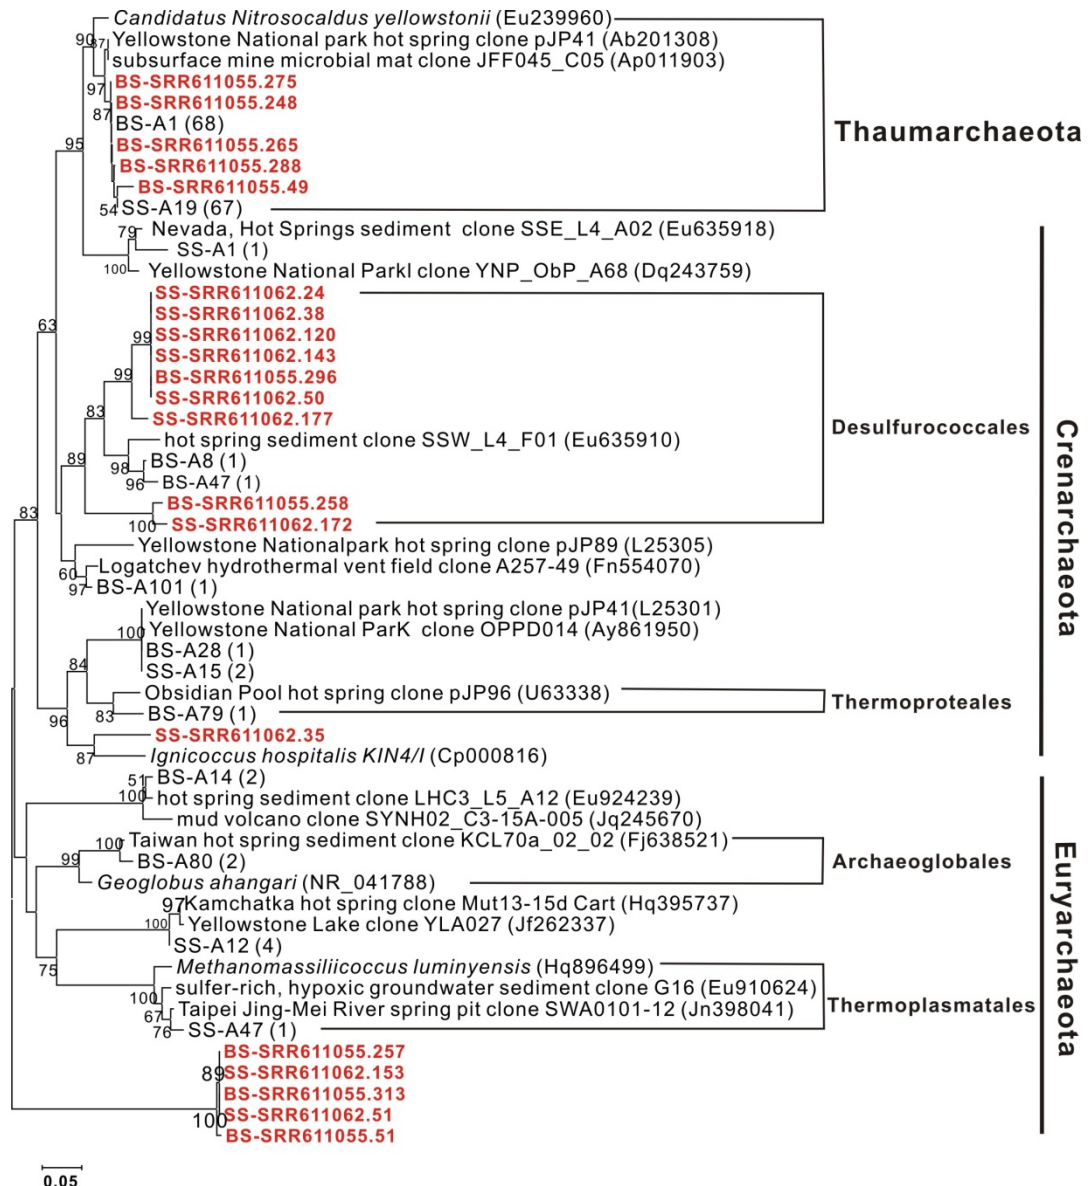 Candidatus Nitrosocaldus yellowstonii (Eu239960)
90
87
Yellowstone National park hot spring clone pJP41 (Ab201308)
subsurface mine microbial mat clone JFF045_C05 (Ap011903)
97
BS-SRR611055.275
BS-SRR611055.248
87
BS-A1 (68)
Thaumarchaeota
95
BS-SRR611055.265
BS-SRR611055.288
BS-SRR611055.49
54
SS-A19 (67)
79
Nevada, Hot Springs sediment clone SSE_L4_A02 (Eu635918)
SS-A1 (1)
100
Yellowstone National Parkl clone YNP_ObP_A68 (Dq243759)
SS-SRR611062.24
SS-SRR611062.38
63
99
SS-SRR611062.120
SS-SRR611062.143
99
BS-SRR611055.296
SS-SRR611062.50
83
SS-SRR611062.177
Desulfurococcales
hot spring sediment clone SSW_L4_F01 (Eu635910)
89
98
BS-A8 (1)
96
BS-A47 (1)
BS-SRR611055.258
83
100
SS-SRR611062.172
Crenarchaeota
Yellowstone Nationalpark hot spring clone pJP89 (L25305)
60
Logatchev hydrothermal vent field clone A257-49 (Fn554070)
97
BS-A101 (1)
Yellowstone National park hot spring clone pJP41(L25301)
100
Yellowstone National ParK clone OPPD014 (Ay861950)
BS-A28 (1)
84
SS-A15 (2)
Obsidian Pool hot spring clone pJP96 (U63338)
Thermoproteales
96
83
BS-A79 (1)
SS-SRR611062.35
87
Ignicoccus hospitalis KIN4/I (Cp000816)
51
BS-A14 (2)
100
hot spring sediment clone LHC3_L5_A12 (Eu924239)
mud volcano clone SYNH02_C3-15A-005 (Jq245670)
100
Taiwan hot spring sediment clone KCL70a_02_02 (Fj638521)
99
BS-A80 (2)
Archaeoglobales
Geoglobus ahangari (NR_041788)
97
Kamchatka hot spring clone Mut13-15d Cart (Hq395737)
100
Yellowstone Lake clone YLA027 (Jf262337)
SS-A12 (4)
Euryarchaeota
75
Methanomassiliicoccus luminyensis (Hq896499)
100
sulfer-rich, hypoxic groundwater sediment clone G16 (Eu910624)
67
Taipei Jing-Mei River spring pit clone SWA0101-12 (Jn398041)
Thermoplasmatales
76
SS-A47 (1)
BS-SRR611055.257
89
SS-SRR611062.153
BS-SRR611055.313
100
SS-SRR611062.51
BS-SRR611055.51
0.05